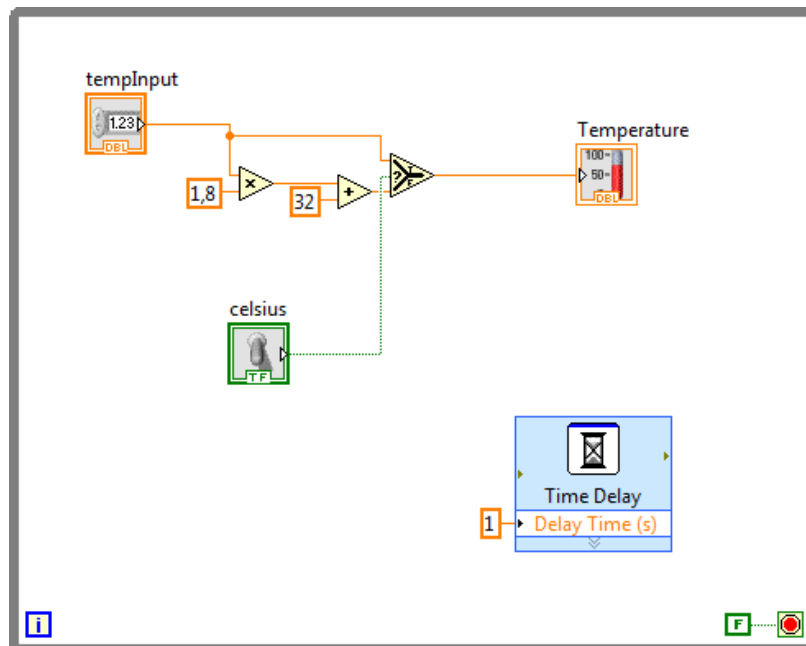 tempInput
1.23
DBL
1,8
x
32
+
?
T
F
Temperature
100
50
DBL
celsius
TF
Time Delay
1
Delay Time (s)
i
F